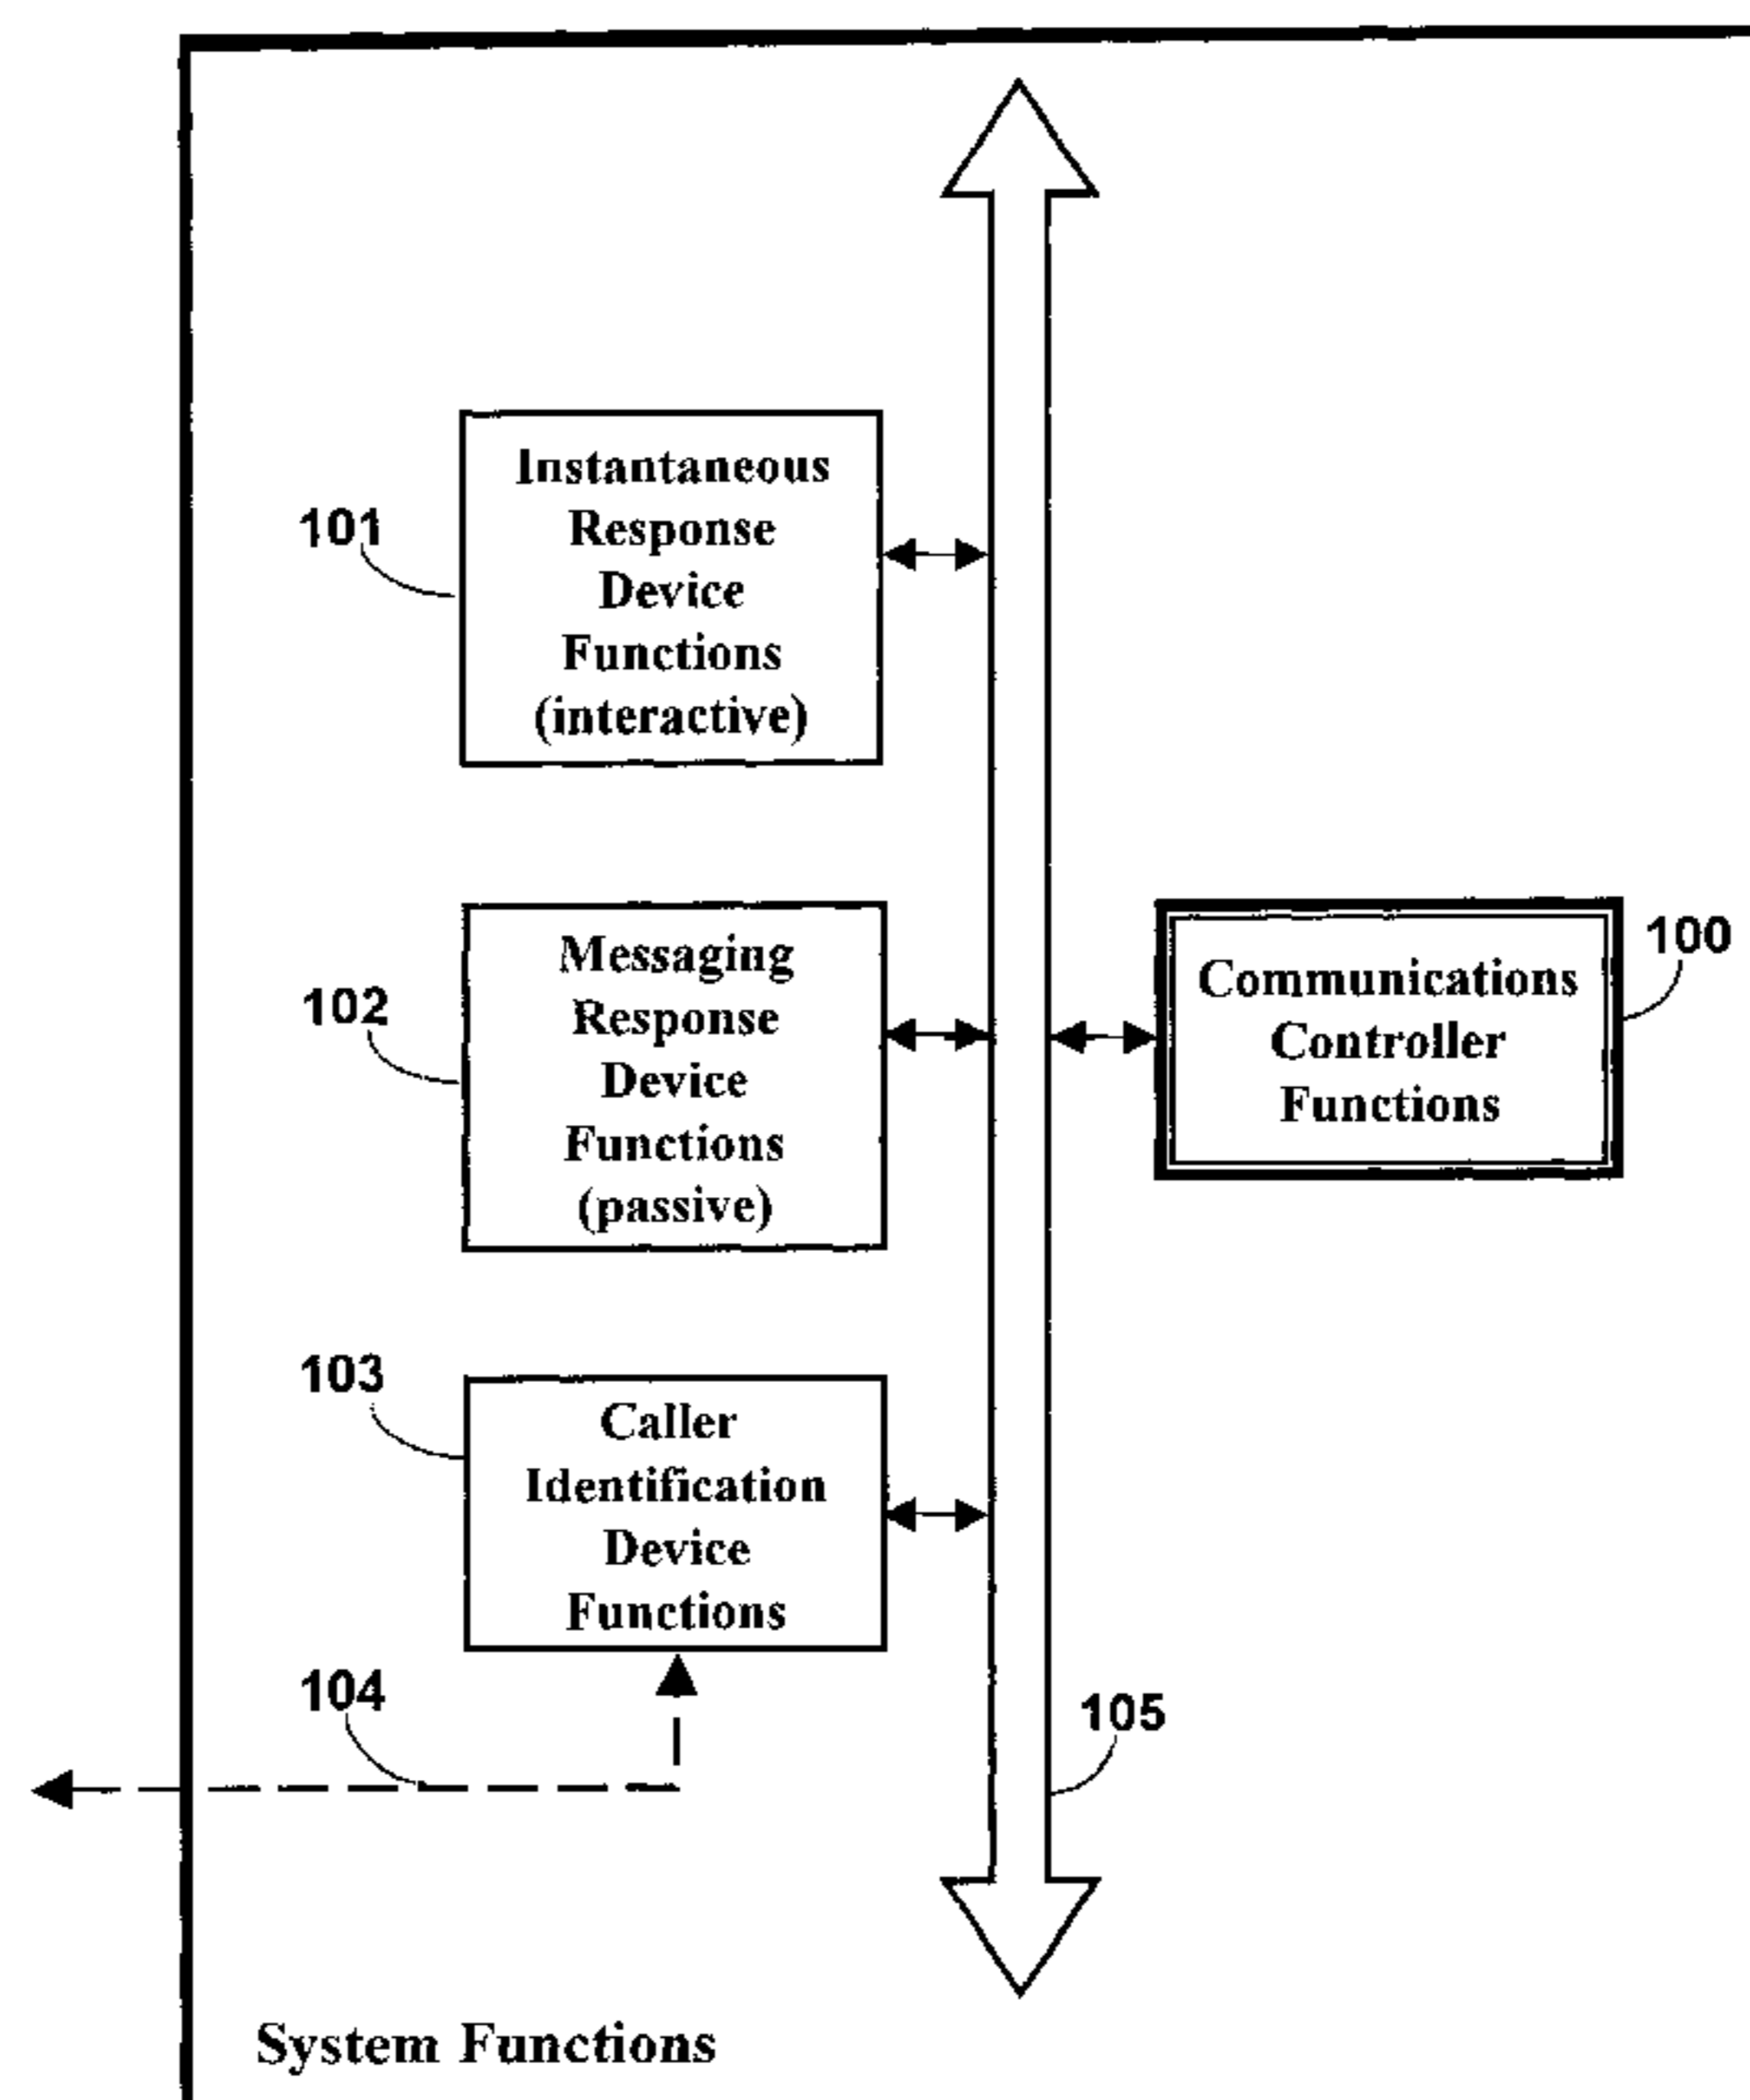 Instantaneous
Response
Device
Functions
(interactive)
101
Messaging
Response
Device
Functions
(passive)
102
Communications
Controller
Functions
100
103
Caller
Identification
Device
Functions
104
105
System Functions